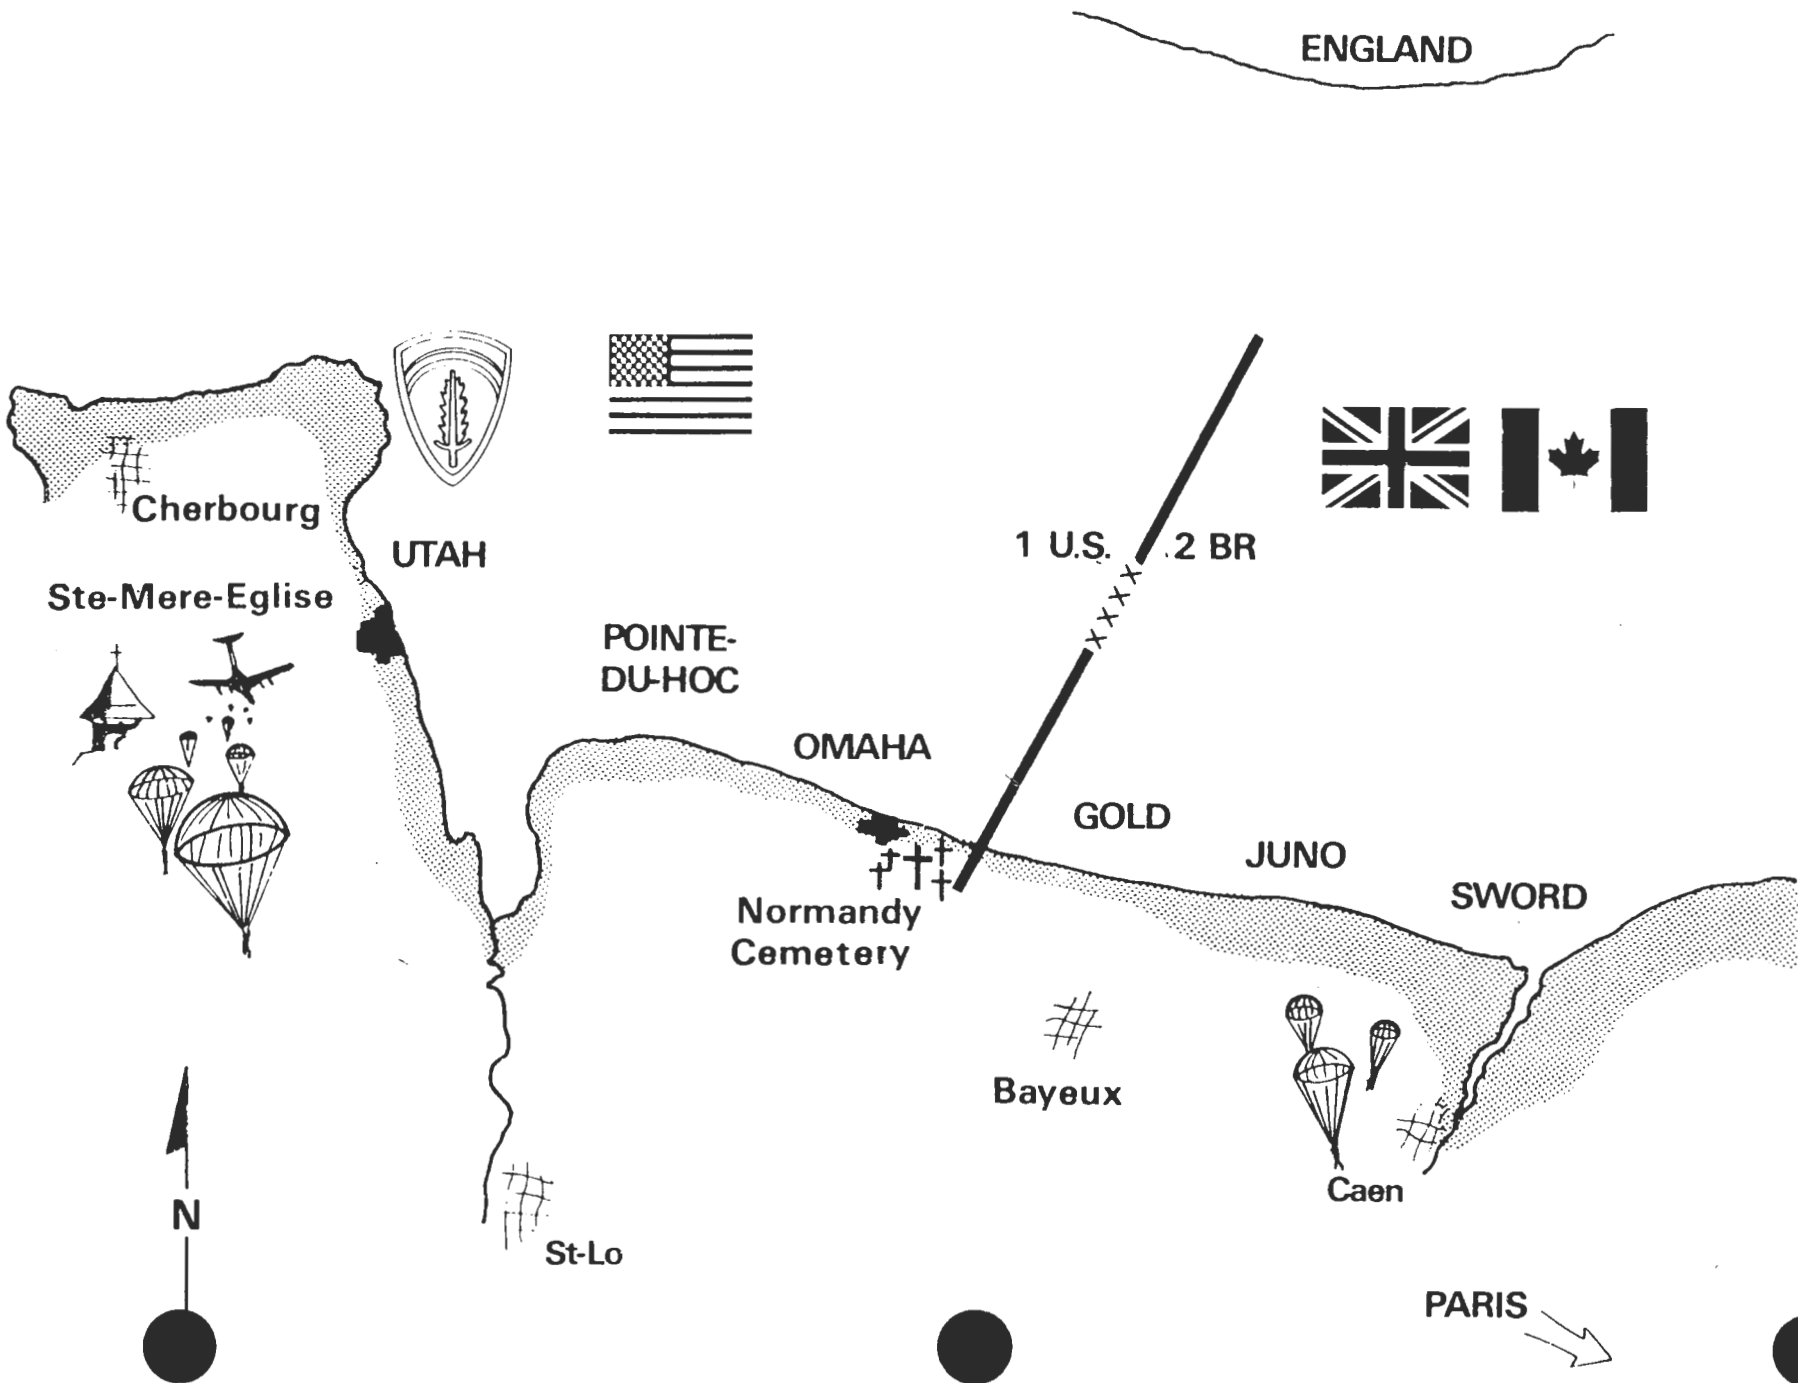 ENGLAND
1 U.S. 2 BR
Cherbourg
UTAH
Ste-Mere-Eglise
POINTE-
DU-HOC
OMAHA
GOLD
JUNO
SWORD
Normandy
Cemetery
Bayeux
Caen
N
St-Lo
PARIS